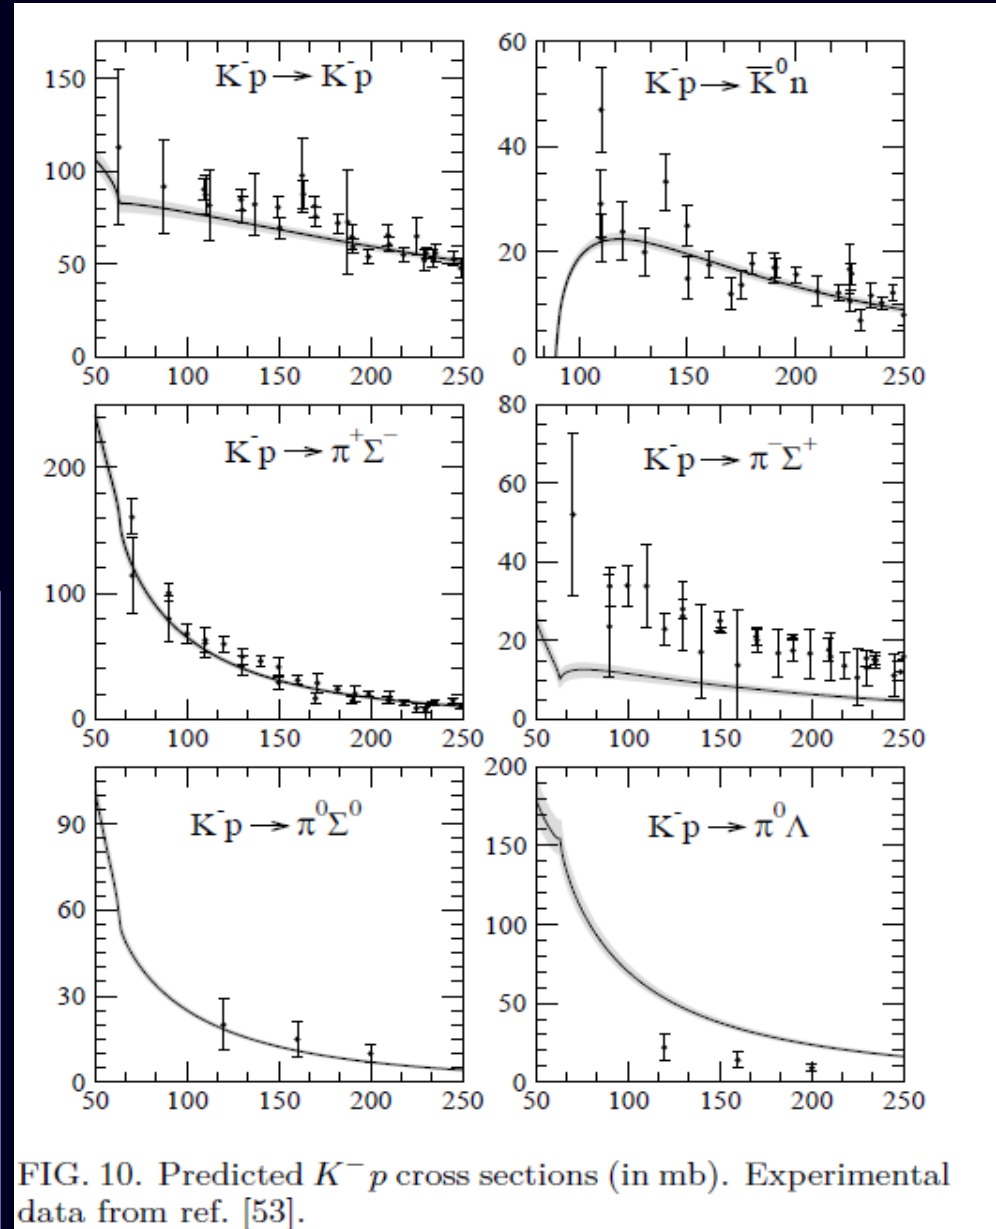 K⁻p → K⁻p
150
100
50
0
50 100 150 200 250
K⁻p → K̅⁰n
60
40
20
0
100 150 200 250
K⁻p → π⁺Σ⁻
200
100
0
50 100 150 200 250
K⁻p → π⁻Σ⁺
80
60
40
20
0
50 100 150 200 250
K⁻p → π⁰Σ⁰
90
60
30
0
50 100 150 200 250
K⁻p → π⁰Λ
200
150
100
50
0
50 100 150 200 250
FIG. 10. Predicted K⁻p cross sections (in mb). Experimental
data from ref. [53].